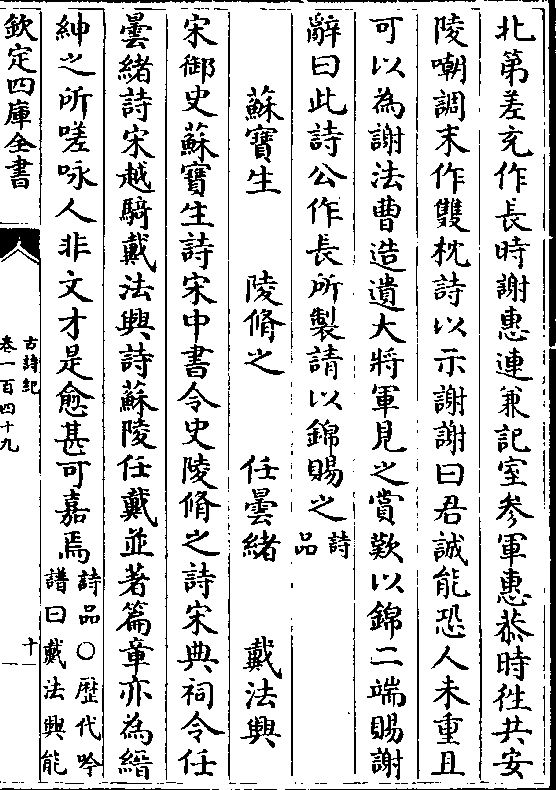 北第差充作長時謝惠連兼記室參軍惠恭時徃共安
陵嘲調末作雙枕詩以示謝謝曰君誠能恐人未重且
可以為謝法曹造遺大將軍見之賞歎以錦二端賜謝
辭曰此詩公作長所製請以錦賜之詩品
蘇寶生　陵脩之　任曇緒　戴法興
宋御史蘇寶生詩宋中書令史陵脩之詩宋典祠令任
曇緒詩宋越騎戴法興詩蘇陵任戴並著篇章亦為縉
紳之所嗟咏人非文才是愈甚可嘉焉詩品○歴代吟譜曰戴法興能
欽定四庫全書
古詩紀
卷一百四十九
十一